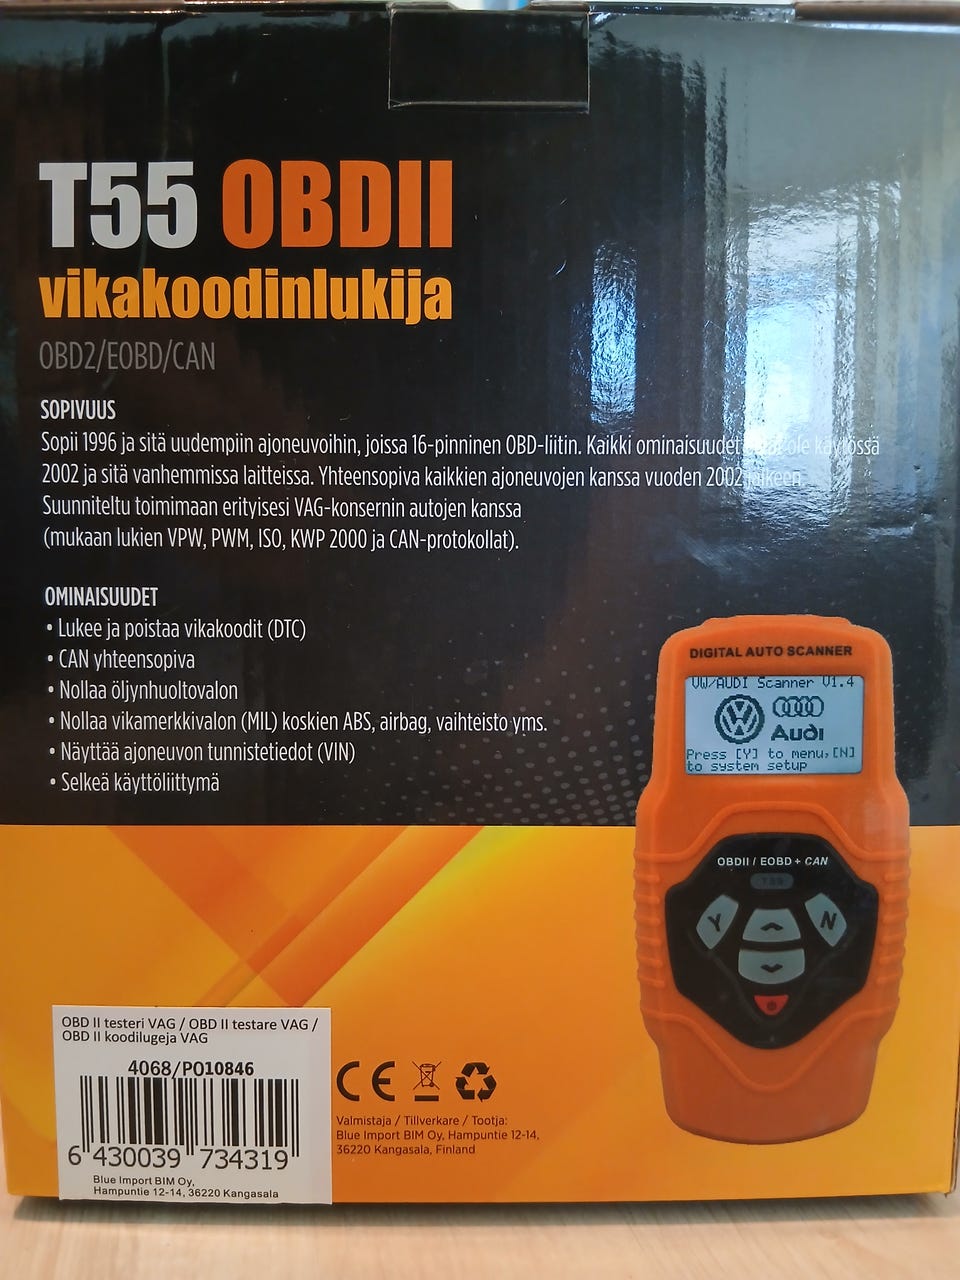 T55 OBDII
vikakoodinlukija
OBD2/EOBD/CAN
SOPIVUUS
Sopii 1996 ja sitä uudempiin ajoneuvoihin, joissa 16-pinninen OBD-liitin. Kaikki ominaisuudet eivät ole käytössä
2002 ja sitä vanhemmissa laitteissa. Yhteensopiva kaikkien ajoneuvojen kanssa vuoden 2002 jälkeen.
Suunniteltu toimimaan erityisesi VAG-konsernin autojen kanssa
(mukaan lukien VPW, PWM, ISO, KWP 2000 ja CAN-protokollat).
OMINAISUUDET
• Lukee ja poistaa vikakoodit (DTC)
• CAN yhteensopiva
• Nollaa öljynhuoltovalon
• Nollaa vikamerkkivalon (MIL) koskien ABS, airbag, vaihteisto yms.
• Näyttää ajoneuvon tunnistetiedot (VIN)
• Selkeä käyttöliittymä
DIGITAL AUTO SCANNER
VW/AUDI Scanner V1.4
Audi
Press [Y] to menu,[N]
to system setup
OBDII / EOBD + CAN
T55
Y
N
OBD II testeri VAG / OBD II testare VAG /
OBD II koodilugeja VAG
4068/PO10846
6 430039 734319
Blue Import BIM Oy,
Hampuntie 12-14, 36220 Kangasala
CE
Valmistaja / Tillverkare / Tootja:
Blue Import BIM Oy, Hampuntie 12-14,
36220 Kangasala, Finland